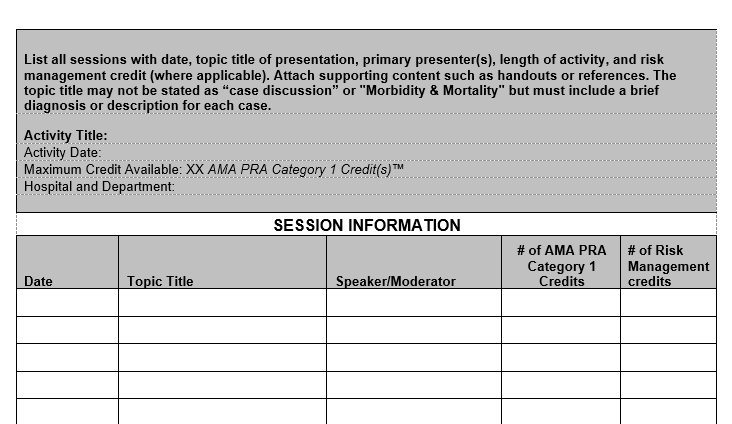 List all sessions with date, topic title of presentation, primary presenter(s), length of activity, and risk
management credit (where applicable). Attach supporting content such as handouts or references. The
topic title may not be stated as “case discussion” or "Morbidity & Mortality" but must include a brief
diagnosis or description for each case.
Activity Title:
Activity Date:
Maximum Credit Available: XX AMA PRA Category 1 Credit(s)™
Hospital and Department:
SESSION INFORMATION
Date
Topic Title
Speaker/Moderator
# of AMA PRA
Category 1
Credits
# of Risk
Management
credits